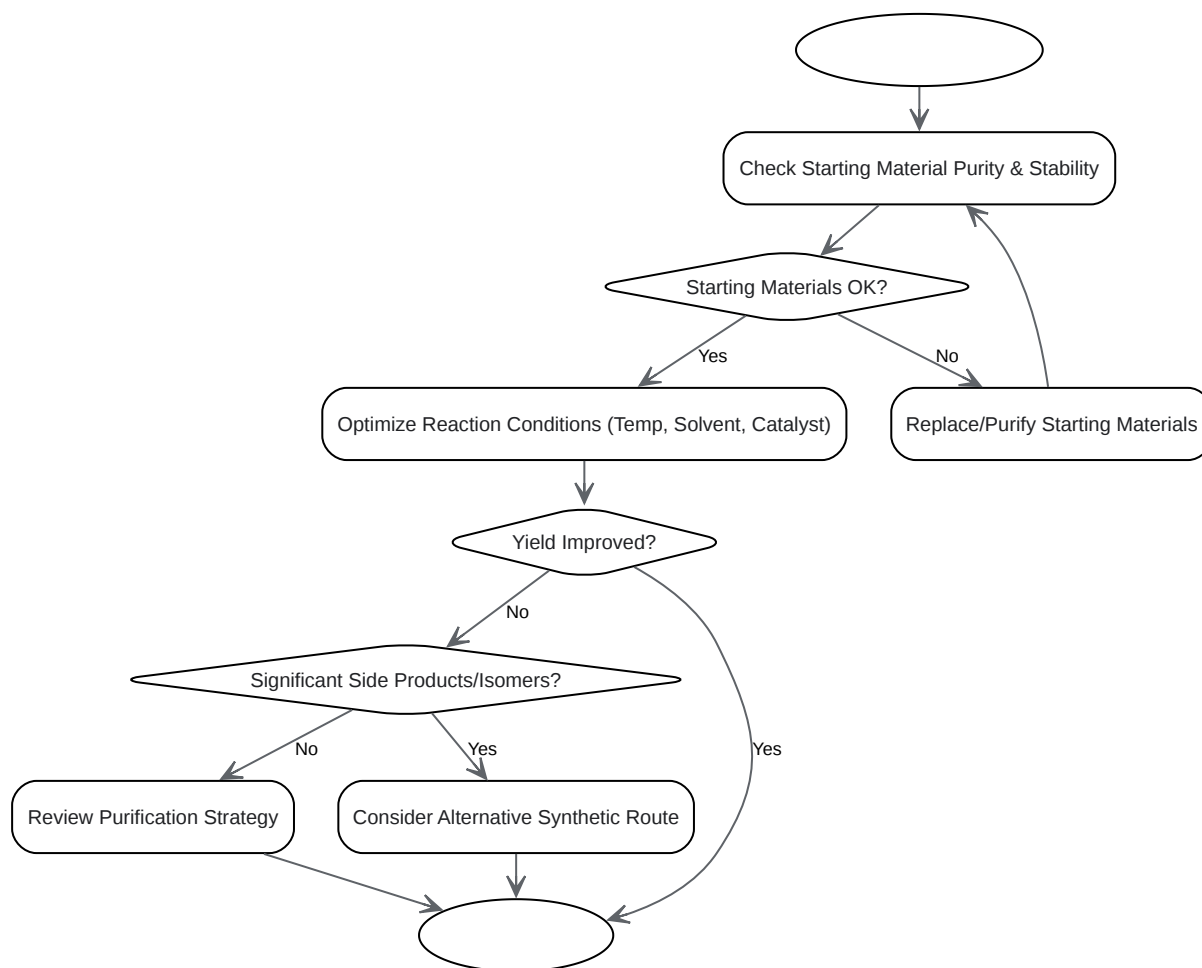 Check Starting Material Purity & Stability
Starting Materials OK?
Yes
No
Optimize Reaction Conditions (Temp, Solvent, Catalyst)
Replace/Purify Starting Materials
Yield Improved?
No
Significant Side Products/Isomers?
No
Yes
Yes
Review Purification Strategy
Consider Alternative Synthetic Route